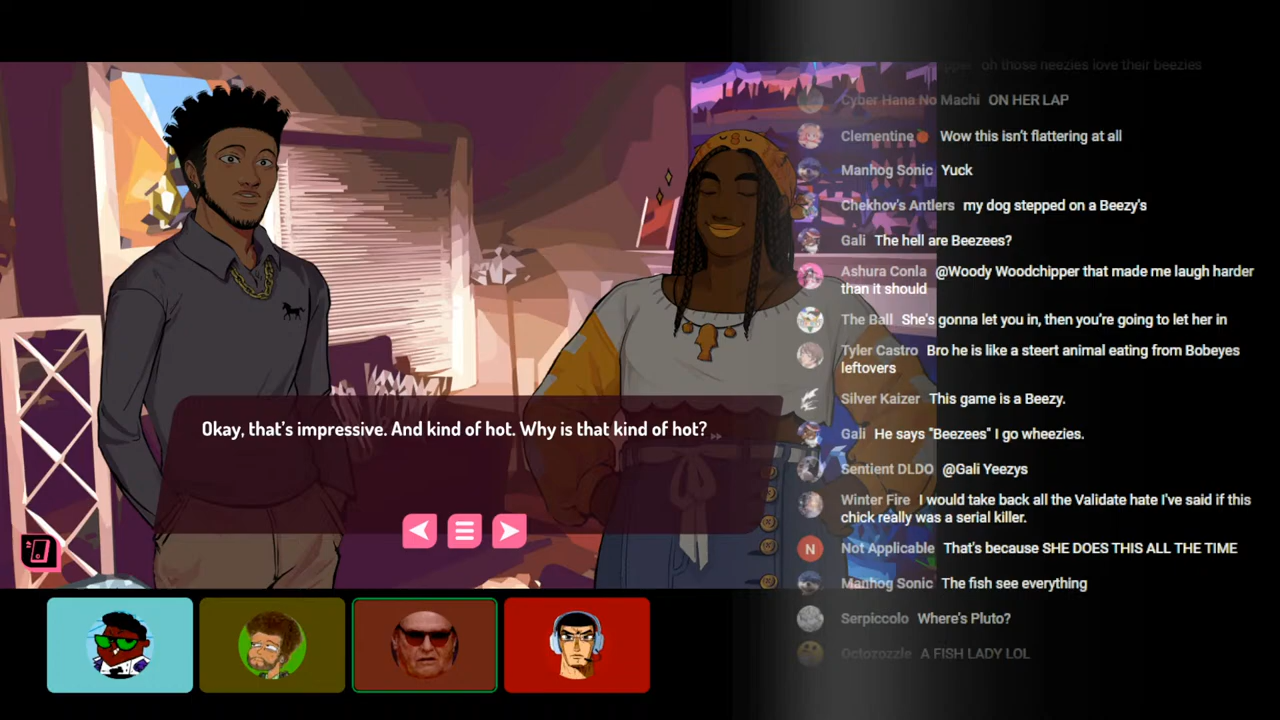 oh those heezies love their beezies
Cyber Hana No Machi ON HER LAP
Clementine Wow this isn't flattering at all
Manhog Sonic Yuck
Chekhov's Antlers my dog stepped on a Beezy's
Gali The hell are Beezees?
Ashura Conla @Woody Woodchipper that made me laugh harder
than it should
The Ball She's gonna let you in, then you're going to let her in
Tyler Castro Bro he is like a steert animal eating from Bobeyes
leftovers
Silver Kaizer This game is a Beezy.
Gali He says "Beezees" I go wheezies.
Sentient DLDO @Gali Yeezys
Winter Fire I would take back all the Validate hate I've said if this
chick really was a serial killer.
N Not Applicable That's because SHE DOES THIS ALL THE TIME
Manhog Sonic The fish see everything
Serpiccolo Where's Pluto?
Octorozzle A FISH LADY LOL
Okay, that's impressive. And kind of hot. Why is that kind of hot?